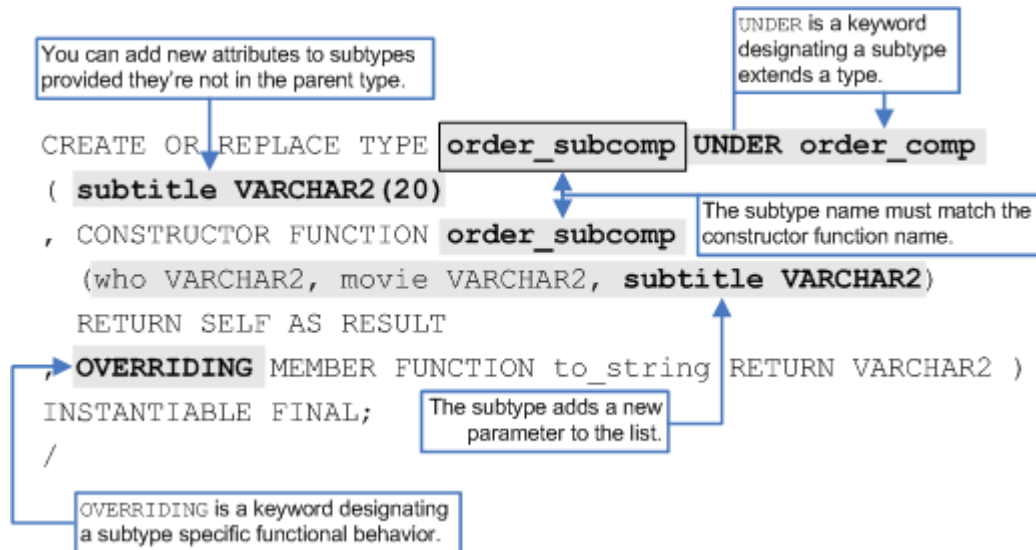 You can add new attributes to subtypes
provided they're not in the parent type.
UNDER is a keyword
designating a subtype
extends a type.
CREATE OR REPLACE TYPE order_subcomp UNDER order_comp
( subtitle VARCHAR2(20)
The subtype name must match the
constructor function name.
, CONSTRUCTOR FUNCTION order_subcomp
(who VARCHAR2, movie VARCHAR2, subtitle VARCHAR2)
RETURN SELF AS RESULT
, OVERRIDING MEMBER FUNCTION to_string RETURN VARCHAR2 )
INSTANTIABLE FINAL;
The subtype adds a new
parameter to the list.
/
OVERRIDING is a keyword designating
a subtype specific functional behavior.